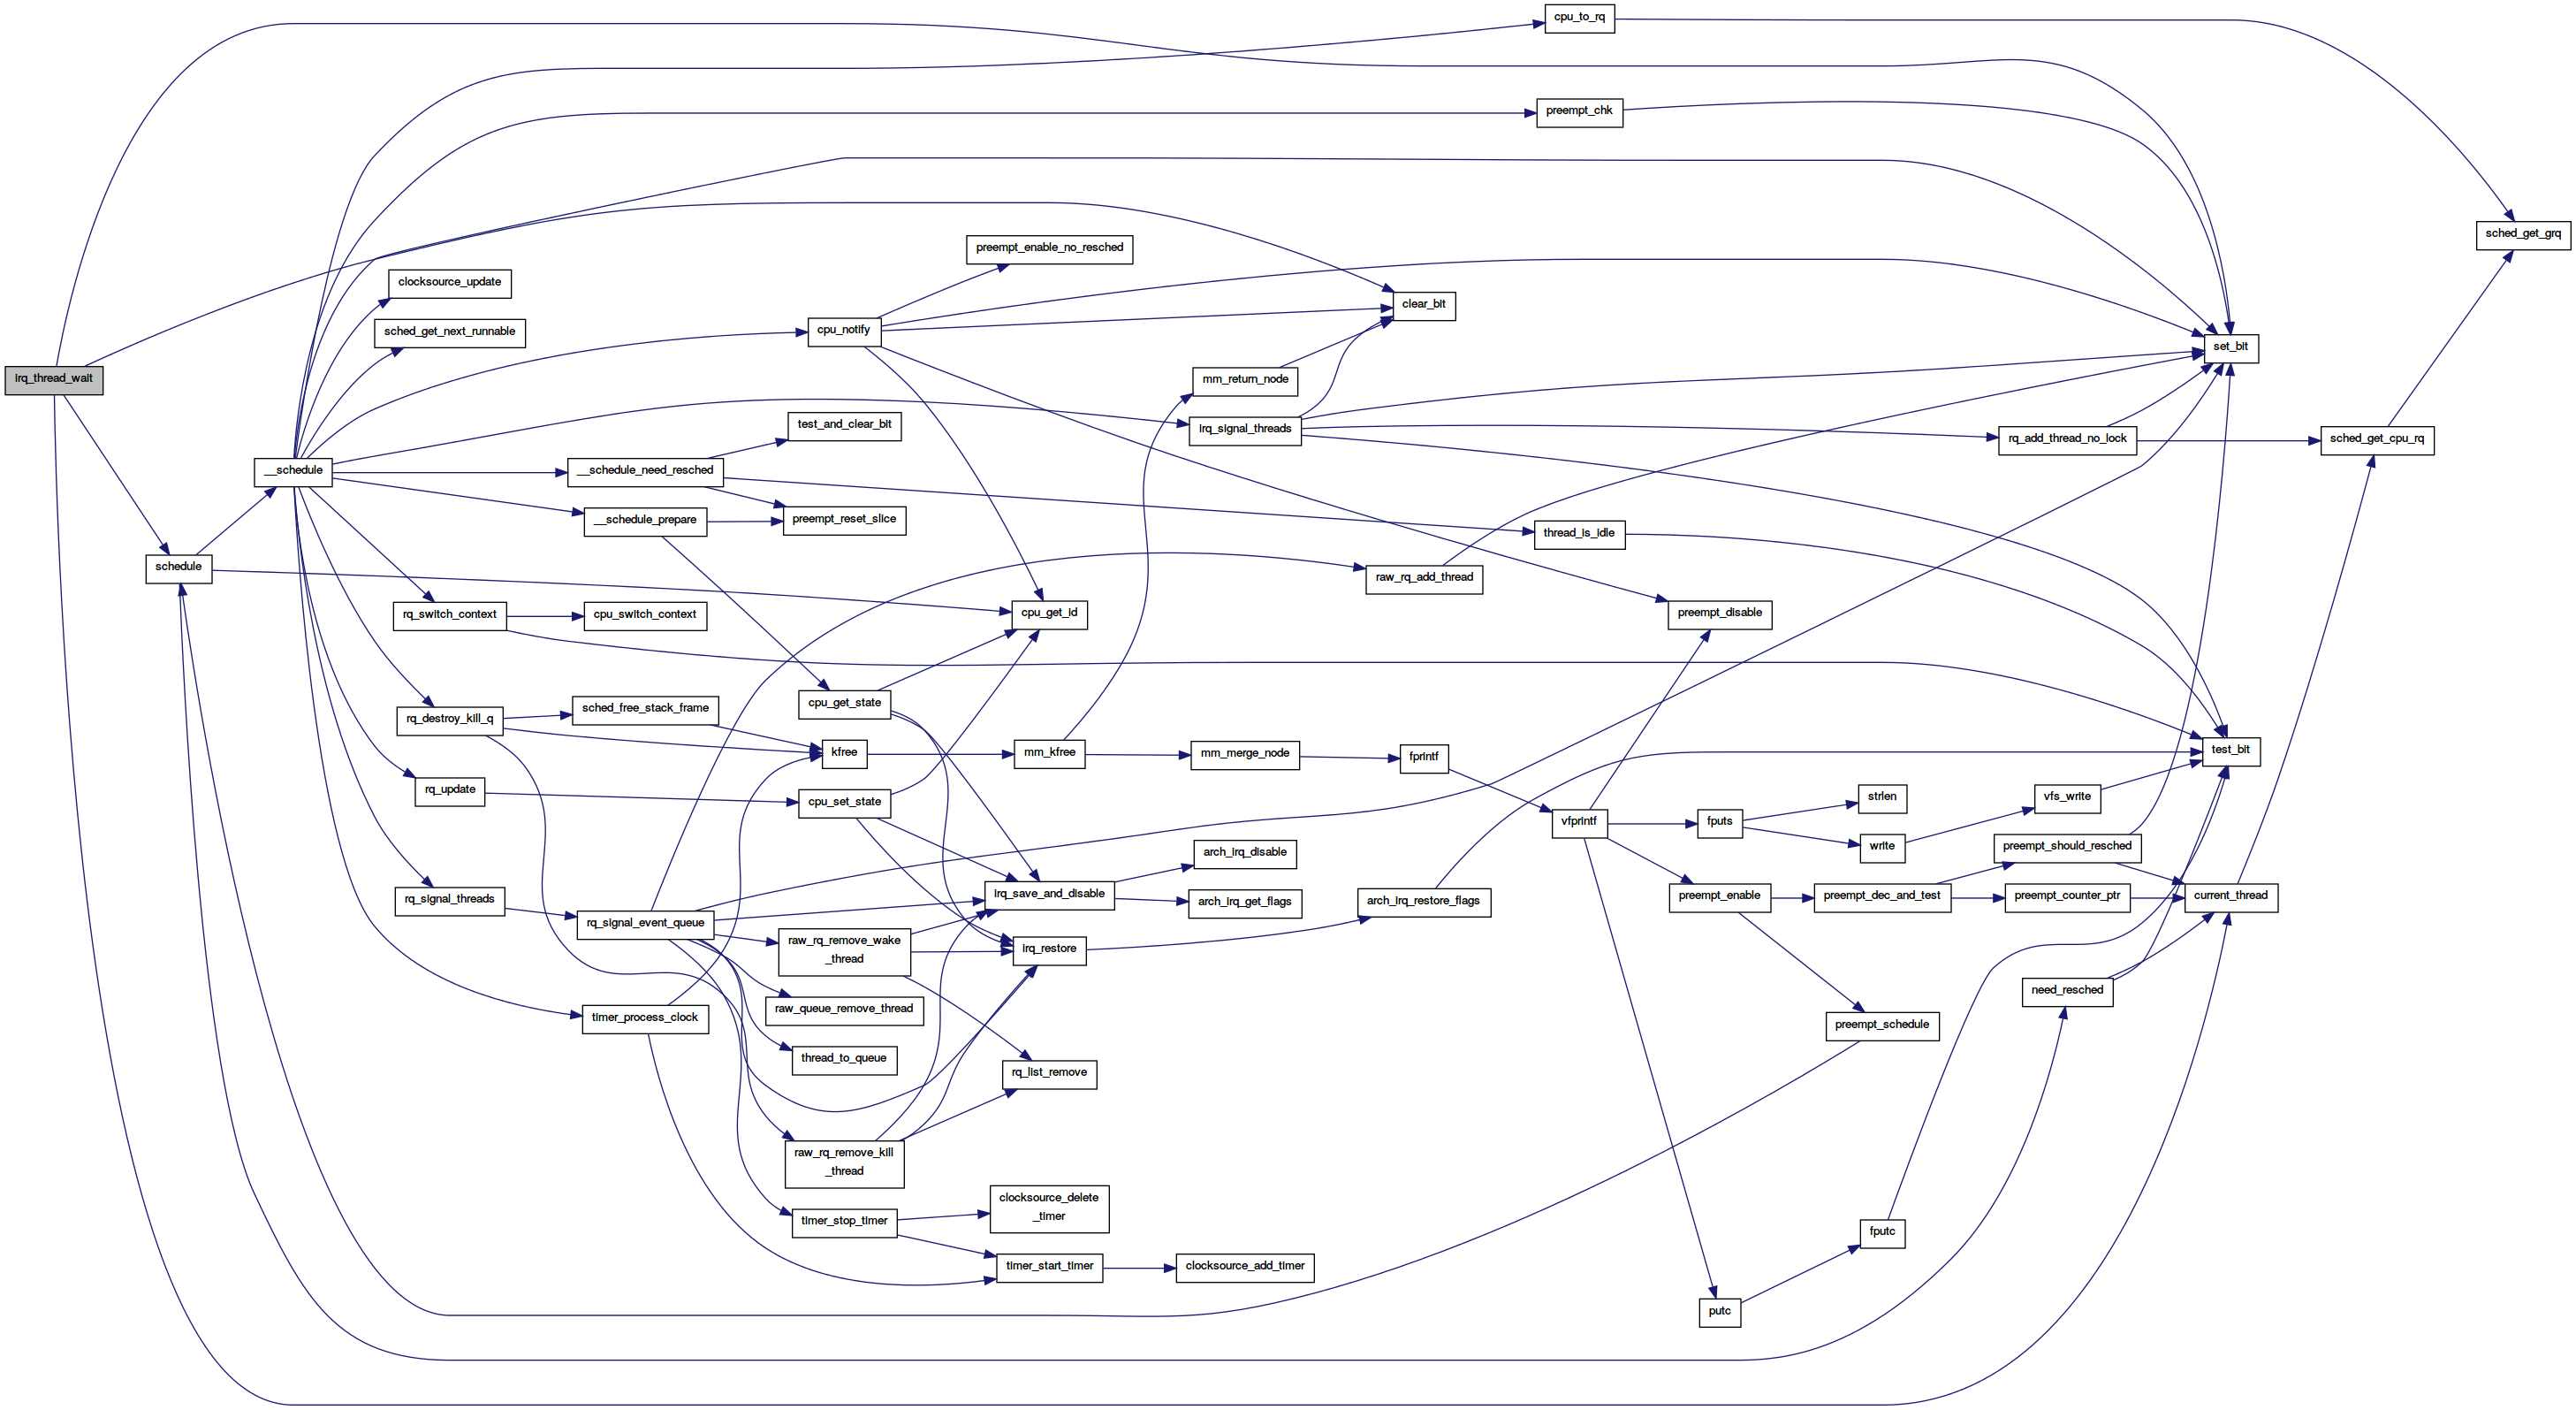 irq_thread_wait
schedule
__schedule
clocksource_update
sched_get_next_runnable
rq_switch_context
rq_destroy_kill_q
rq_update
rq_signal_threads
__schedule_need_resched
__schedule_prepare
cpu_switch_context
sched_free_stack_frame
rq_signal_event_queue
timer_process_clock
cpu_notify
test_and_clear_bit
preempt_reset_slice
cpu_get_state
kfree
cpu_set_state
raw_rq_remove_wake
_thread
raw_queue_remove_thread
thread_to_queue
raw_rq_remove_kill
_thread
timer_stop_timer
preempt_enable_no_resched
cpu_get_id
mm_kfree
irq_save_and_disable
irq_restore
rq_list_remove
clocksource_delete
_timer
timer_start_timer
mm_return_node
irq_signal_threads
mm_merge_node
arch_irq_disable
arch_irq_get_flags
clocksource_add_timer
clear_bit
raw_rq_add_thread
fprintf
arch_irq_restore_flags
cpu_to_rq
preempt_chk
thread_is_idle
vfprintf
preempt_disable
fputs
preempt_enable
putc
strlen
write
preempt_dec_and_test
preempt_schedule
fputc
rq_add_thread_no_lock
vfs_write
preempt_should_resched
preempt_counter_ptr
need_resched
set_bit
test_bit
current_thread
sched_get_cpu_rq
sched_get_grq